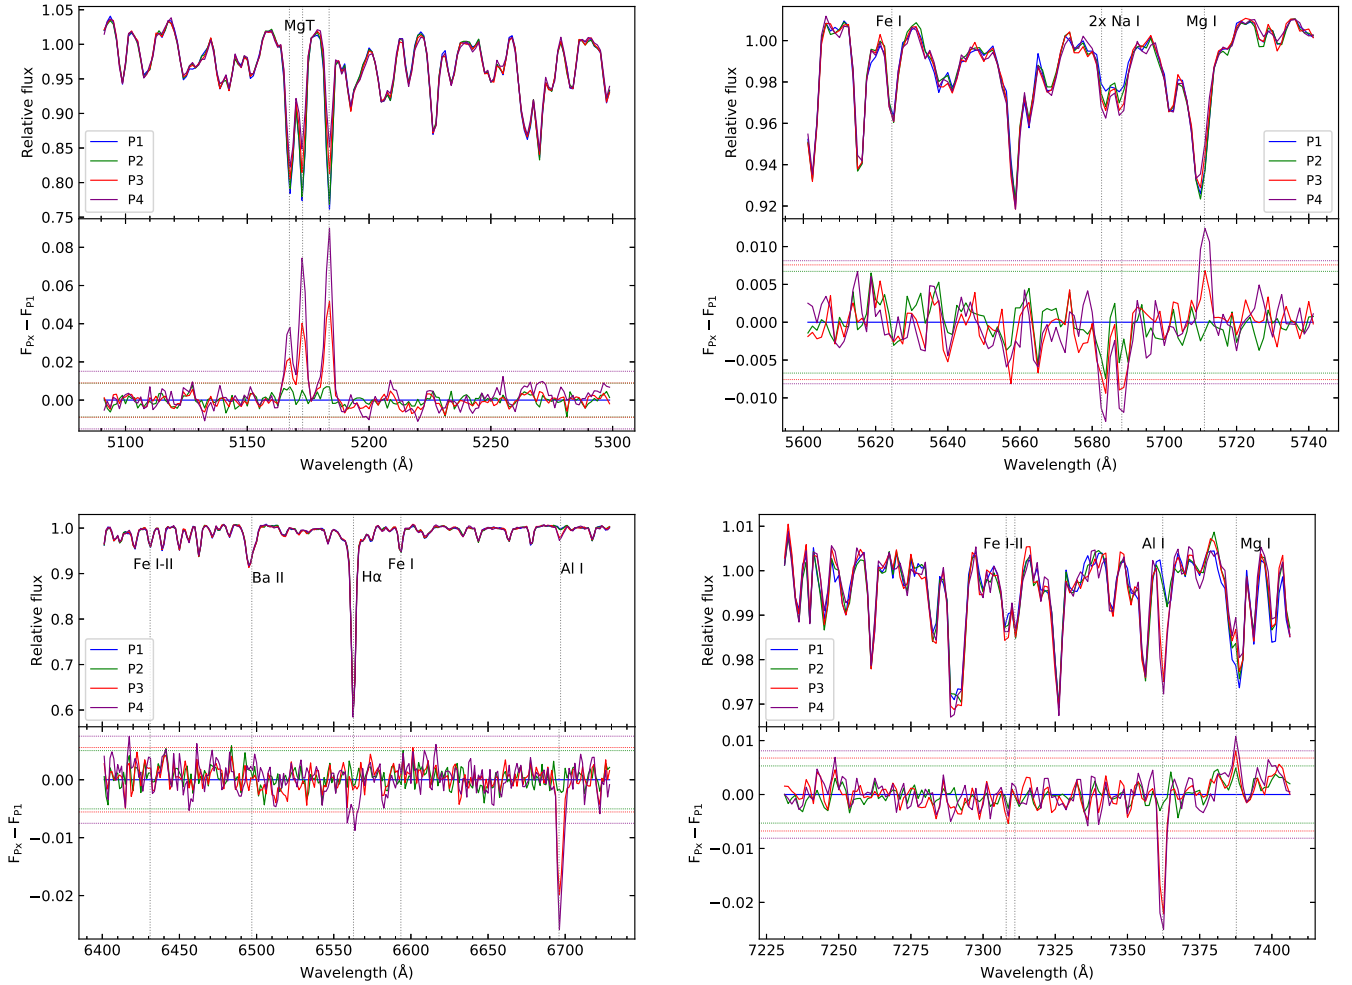 MgT
1.05
1.00
0.95
0.90
0.85
0.80
0.75
Relative flux
P1
P2
P3
P4
0.08
0.06
0.04
0.02
0.00
F_Px − F_P1
5100 5150 5200 5250 5300
Wavelength (Å)
Fe I 2x Na I Mg I
1.00
0.98
0.96
0.94
0.92
Relative flux
P1
P2
P3
P4
0.010
0.005
0.000
−0.005
−0.010
F_Px − F_P1
5600 5620 5640 5660 5680 5700 5720 5740
Wavelength (Å)
1.0
0.9
0.8
0.7
0.6
Relative flux
Fe I-II Ba II Hα Fe I Al I
P1
P2
P3
P4
0.00
−0.01
−0.02
F_Px − F_P1
6400 6450 6500 6550 6600 6650 6700
Wavelength (Å)
Fe I-II Al I Mg I
1.01
1.00
0.99
0.98
0.97
Relative flux
P1
P2
P3
P4
0.01
0.00
−0.01
−0.02
F_Px − F_P1
7225 7250 7275 7300 7325 7350 7375 7400
Wavelength (Å)